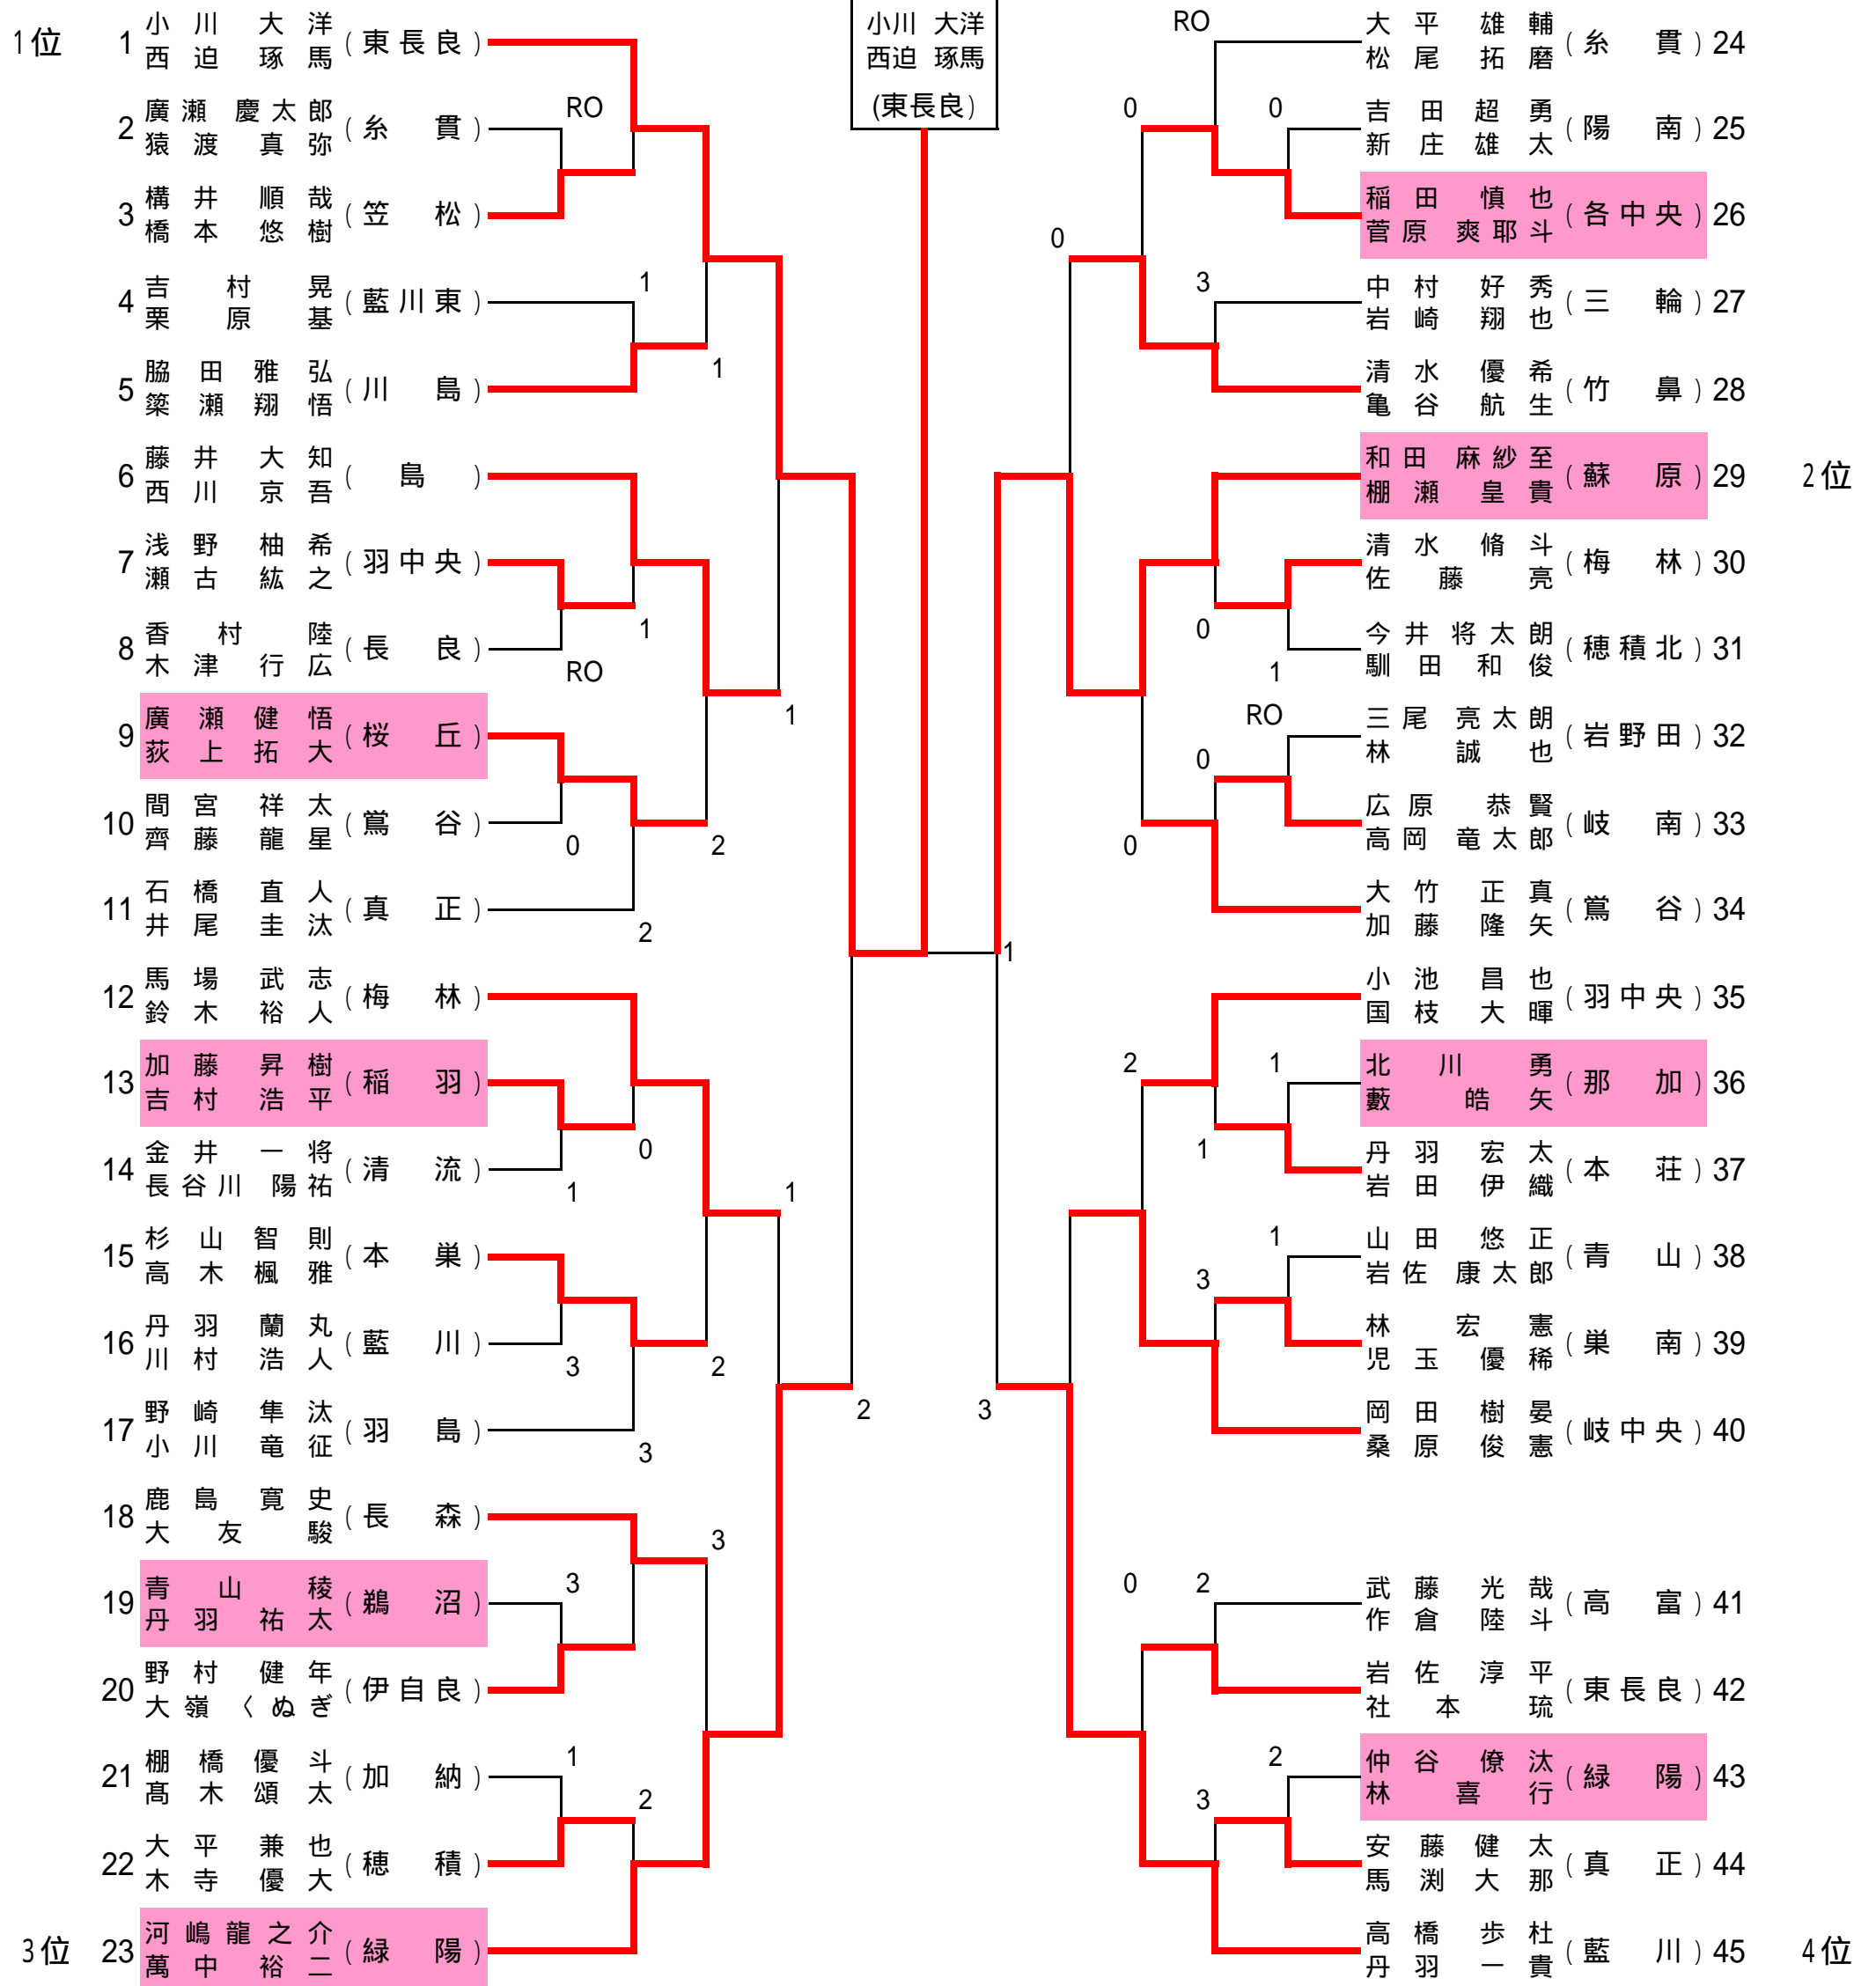 小川 大洋
西迫 琢馬
(東長良)
1位 1 小川大洋 西迫琢馬 (東長良)
2 廣瀬慶太郎 猿渡真弥 (糸貫)
RO
3 構井順哉 橋本悠樹 (笠松)
4 吉村晃 栗原基 (藍川東)
1
5 脇田雅弘 簗瀬翔悟 (川島)
1
6 藤井大知 西川京吾 (島)
7 浅野柚希 瀬古紘之 (羽中央)
1
8 香村陸 木津行広 (長良)
RO
1
9 廣瀬健悟 荻上拓大 (桜丘)
10 間宮祥太 齊藤龍星 (鶯谷)
0
2
11 石橋直人 井尾圭汰 (真正)
2
12 馬場武志 鈴木裕人 (梅林)
13 加藤昇樹 吉村浩平 (稲羽)
0
14 金井一将 長谷川陽祐 (清流)
1
1
15 杉山智則 高木楓雅 (本巣)
16 丹羽蘭丸 川村浩人 (藍川)
3
2
17 野崎隼汰 小川竜征 (羽島)
3
2
18 鹿島寛史 大友駿 (長森)
3
19 青山稜 丹羽祐太 (鵜沼)
3
20 野村健年 大嶺くぬぎ (伊自良)
21 棚橋優斗 髙木頌太 (加納)
1
2
22 大平兼也 木寺優大 (穂積)
3位 23 河嶋龍之介 萬中裕二 (緑陽)
RO
大平雄輔 松尾拓磨 (糸貫) 24
0
0
吉田超勇 新庄雄太 (陽南) 25
稲田慎也 菅原爽耶斗 (各中央) 26
0
3
中村好秀 岩崎翔也 (三輪) 27
清水優希 亀谷航生 (竹鼻) 28
和田麻紗至 棚瀬皇貴 (蘇原) 29 2位
清水脩斗 佐藤亮 (梅林) 30
0
1
今井将太朗 馴田和俊 (穂積北) 31
RO
三尾亮太朗 林誠也 (岩野田) 32
0
広原恭賢 高岡竜太郎 (岐南) 33
0
大竹正真 加藤隆矢 (鶯谷) 34
1
小池昌也 国枝大暉 (羽中央) 35
2
1
北川勇 藪皓矢 (那加) 36
1
丹羽宏太 岩田伊織 (本荘) 37
1
山田悠正 岩佐康太郎 (青山) 38
3
林宏憲 児玉優稀 (巣南) 39
3
岡田樹晏 桑原俊憲 (岐中央) 40
0
2
武藤光哉 作倉陸斗 (高富) 41
岩佐淳平 社本琉 (東長良) 42
2
仲谷僚汰 林喜行 (緑陽) 43
3
安藤健太 馬渕大那 (真正) 44
高橋歩杜 丹羽一貴 (藍川) 45 4位